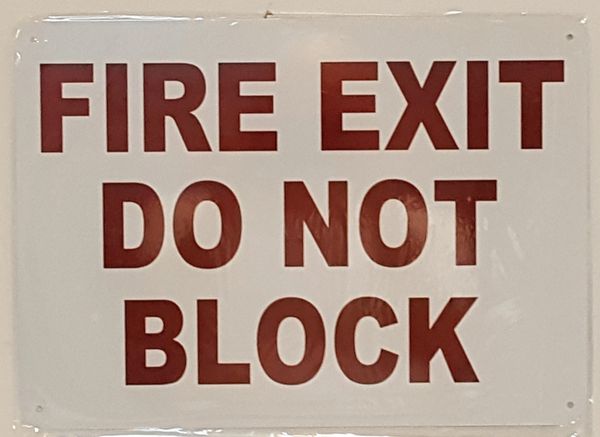 FIRE EXIT
DO NOT
BLOCK